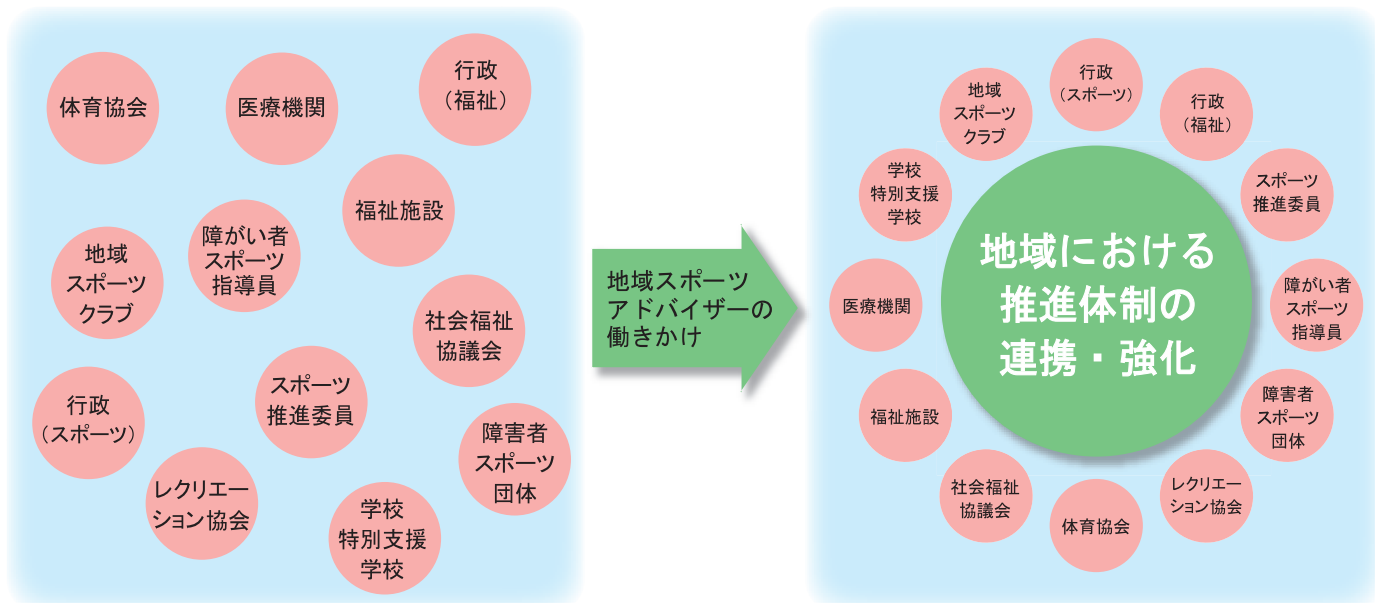 体育協会
医療機関
行政
（福祉）
福祉施設
障がい者
スポーツ
指導員
地域
スポーツ
クラブ
社会福祉
協議会
スポーツ
推進委員
行政
（スポーツ）
障害者
スポーツ
団体
レクリエー
ション協会
学校
特別支援
学校
地域スポーツ
アドバイザーの
働きかけ
行政
（スポーツ）
行政
（福祉）
スポーツ
推進委員
障がい者
スポーツ
指導員
障害者
スポーツ
団体
レクリエー
ション協会
体育協会
社会福祉
協議会
福祉施設
医療機関
学校
特別支援
学校
地域
スポーツ
クラブ
地域における
推進体制の
連携・強化